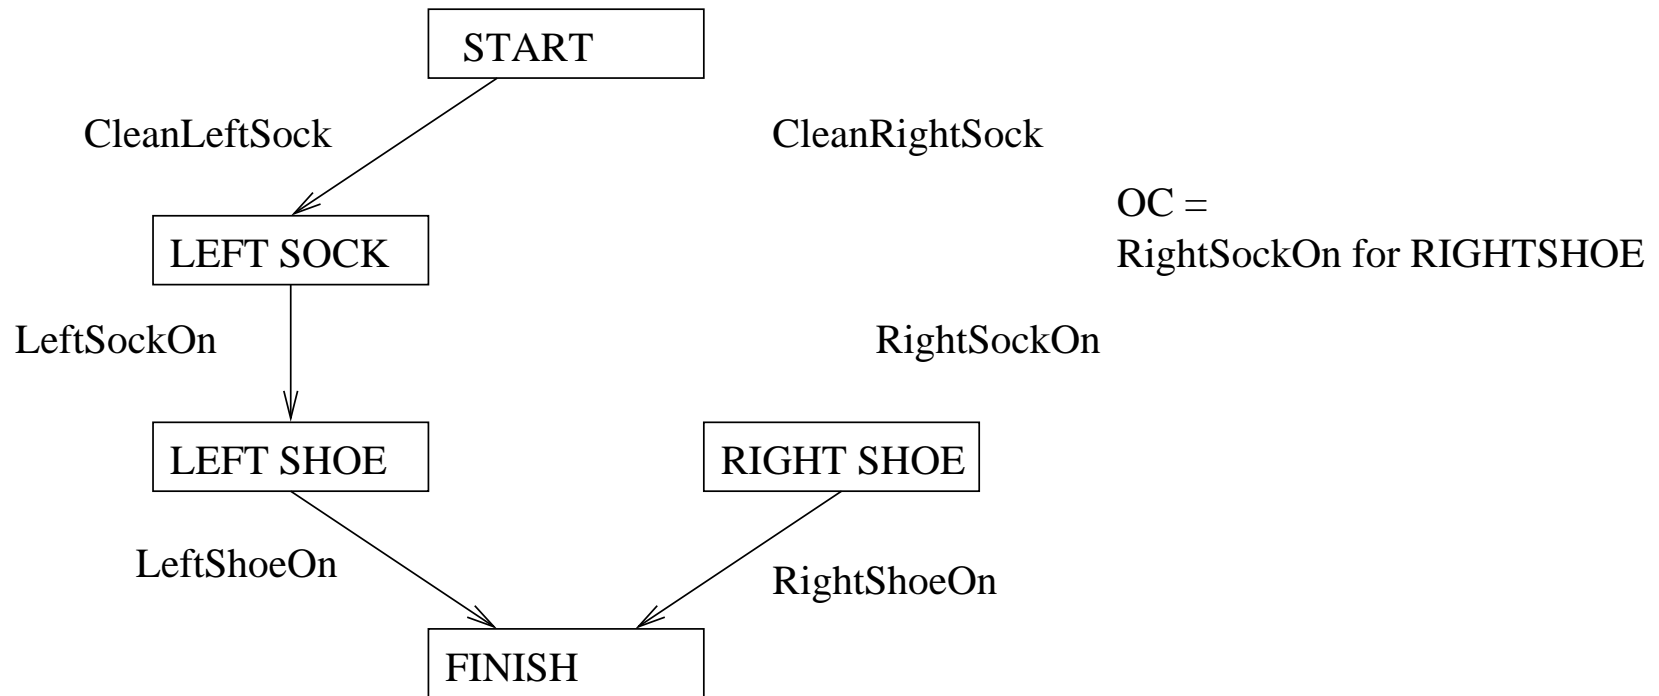 START
CleanLeftSock
CleanRightSock
OC =
LEFT SOCK
RightSockOn for RIGHTSHOE
LeftSockOn
RightSockOn
LEFT SHOE
RIGHT SHOE
LeftShoeOn
RightShoeOn
FINISH